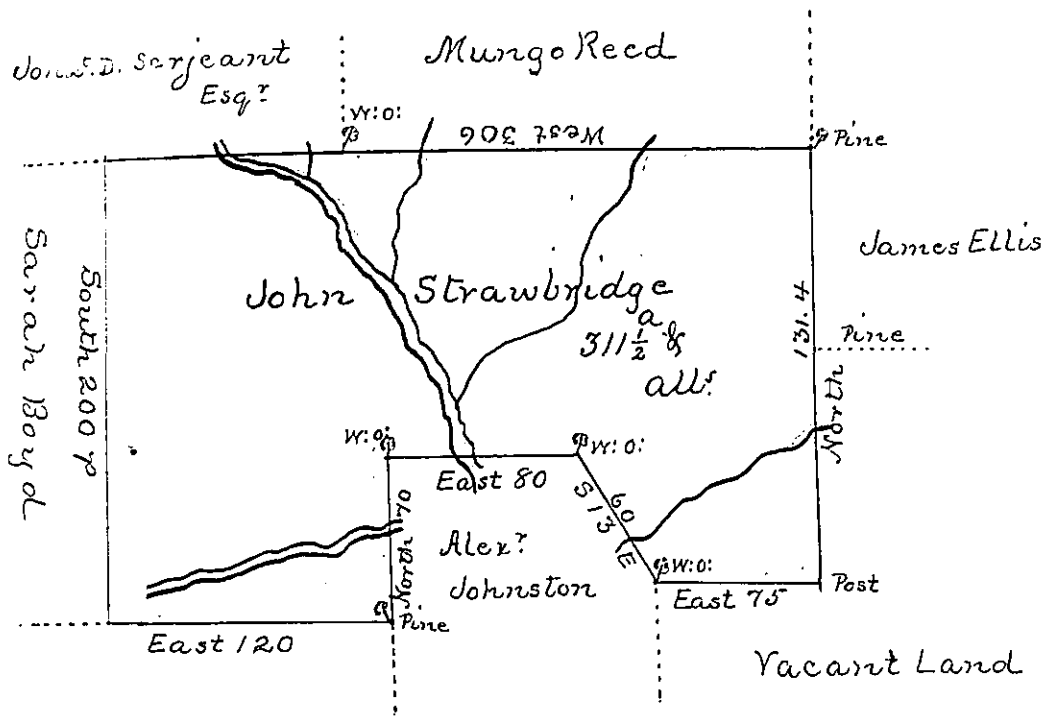 D. Serjeant
Esqr
Mungo Reed
W:O:
West 306
Pine
James Ellis
Sarah Boyd
South 200 p
John Strawbridge
a
311 1/2 &
alls.
131.4
North
Pine
W:O:
W:O:
East 80
S 13 E
60
North 70
Alexr.
Johnston
W:O:
East 75
Post
Pine
East 120
Vacant Land